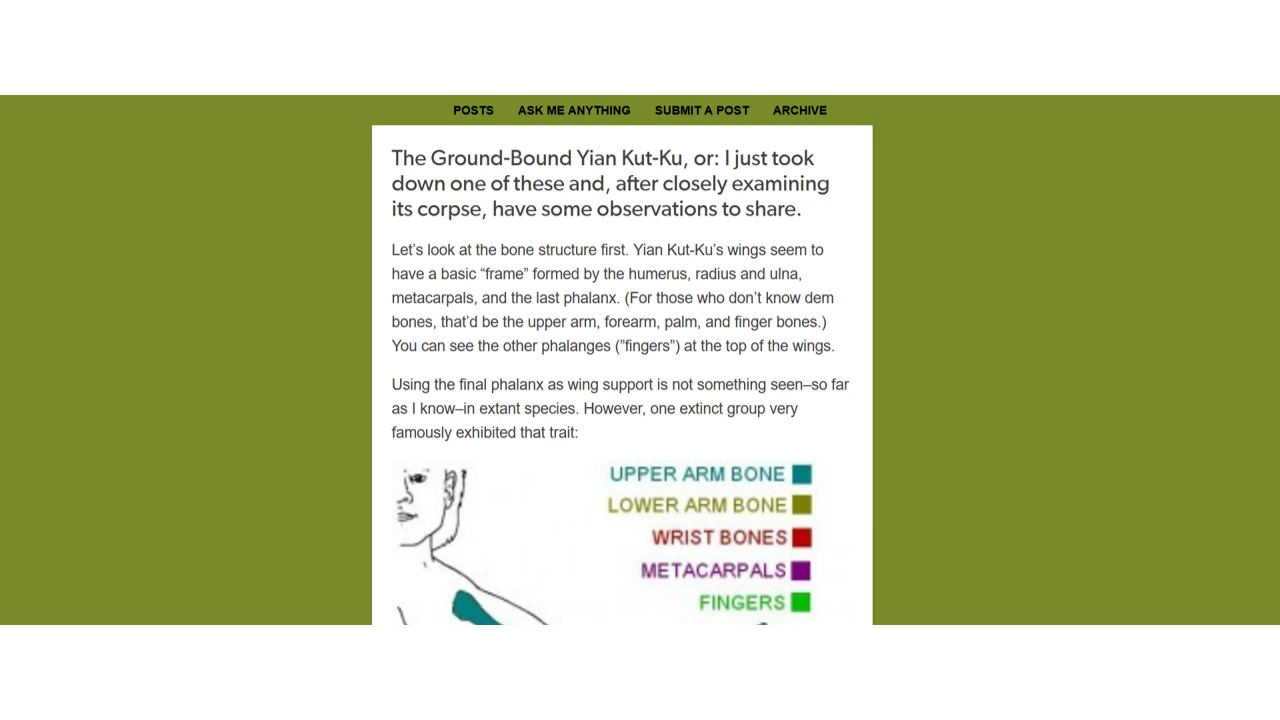 POSTS ASK ME ANYTHING SUBMIT A POST ARCHIVE
The Ground-Bound Yian Kut-Ku, or: I just took
down one of these and, after closely examining
its corpse, have some observations to share.
Let’s look at the bone structure first. Yian Kut-Ku’s wings seem to
have a basic “frame” formed by the humerus, radius and ulna,
metacarpals, and the last phalanx. (For those who don’t know dem
bones, that’d be the upper arm, forearm, palm, and finger bones.)
You can see the other phalanges (”fingers”) at the top of the wings.
Using the final phalanx as wing support is not something seen–so far
as I know–in extant species. However, one extinct group very
famously exhibited that trait:
UPPER ARM BONE
LOWER ARM BONE
WRIST BONES
METACARPALS
FINGERS